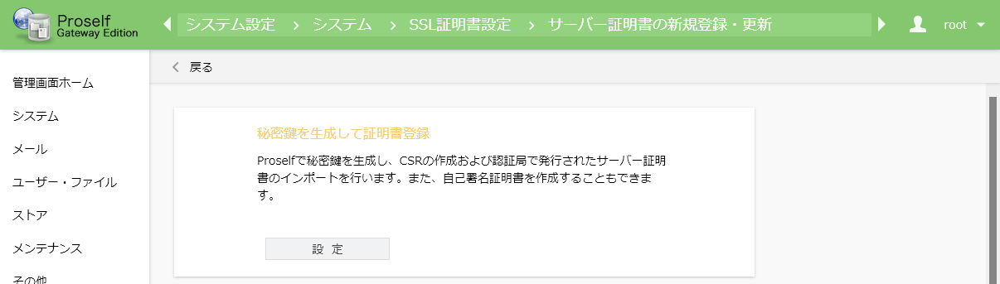 Proself
Gateway Edition
システム設定 > システム > SSL証明書設定 > サーバー証明書の新規登録・更新
root
戻る
管理画面ホーム
システム
メール
ユーザー・ファイル
ストア
メンテナンス
その他
秘密鍵を生成して証明書登録
Proselfで秘密鍵を生成し、CSRの作成および認証局で発行されたサーバー証明
書のインポートを行います。また、自己署名証明書を作成することもできま
す。
設 定